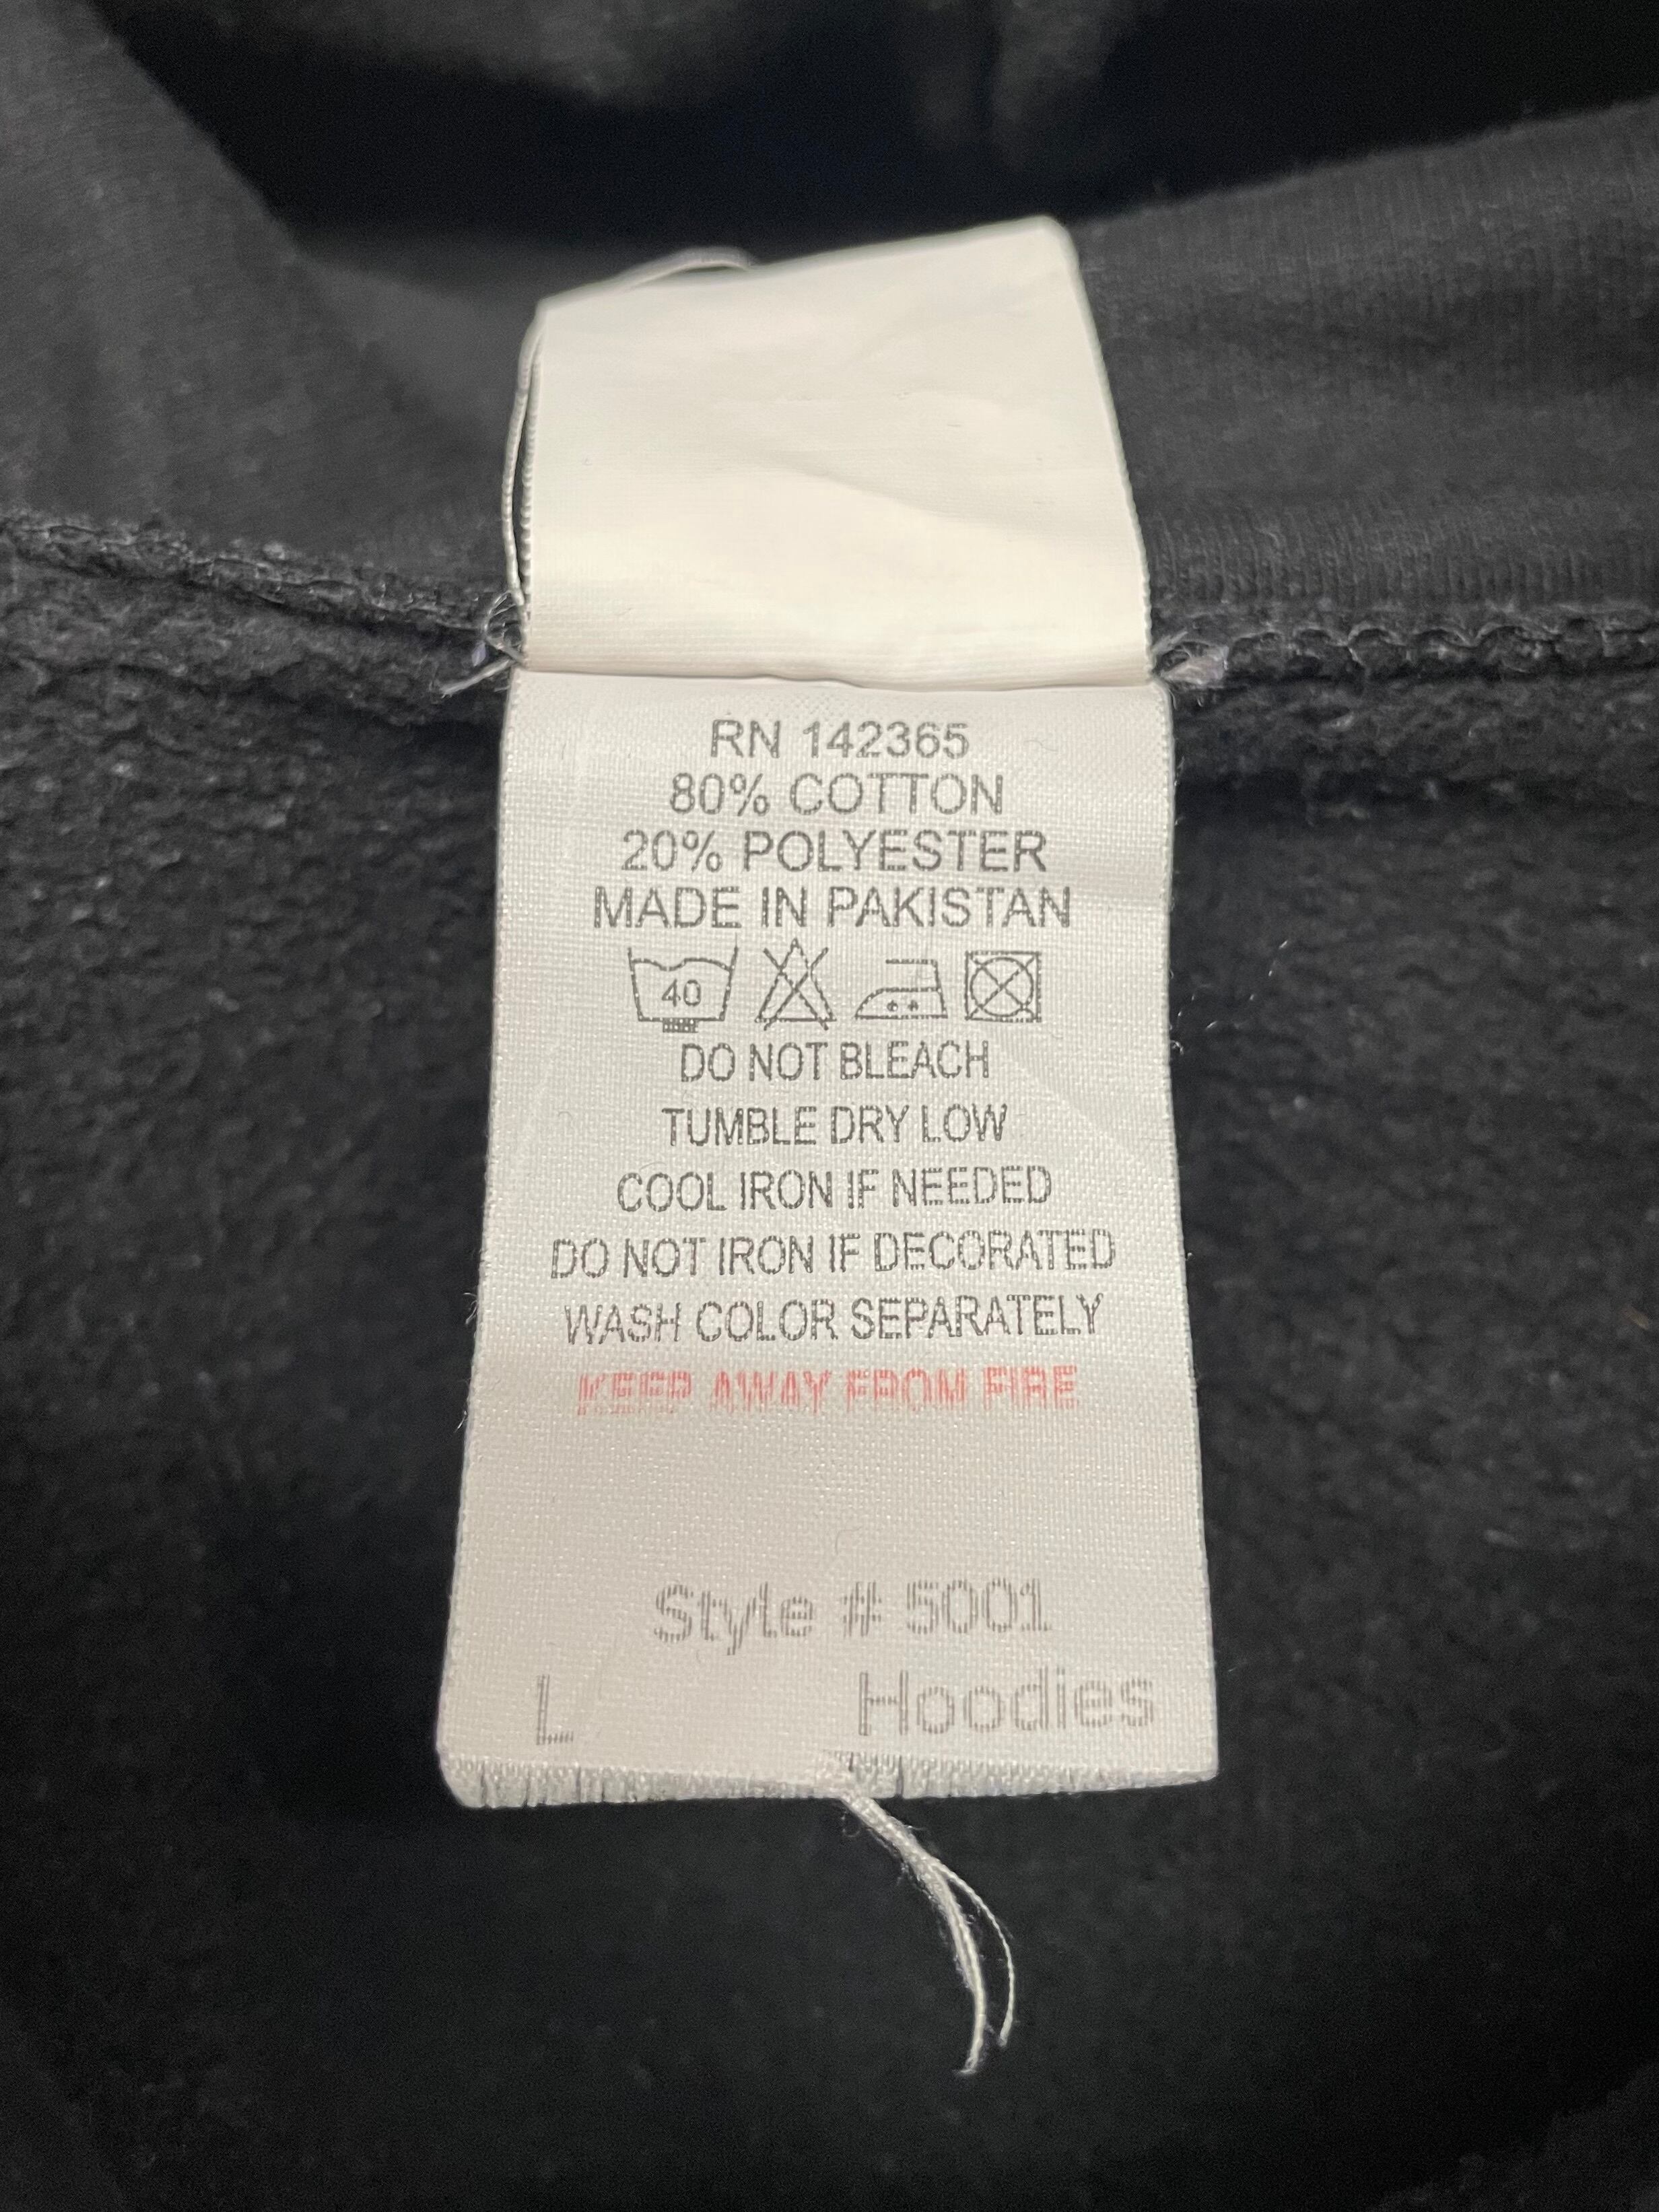 RN 142365
80% COTTON
20% POLYESTER
MADE IN PAKISTAN
40
DO NOT BLEACH
TUMBLE DRY LOW
COOL IRON IF NEEDED
DO NOT IRON IF DECORATED
WASH COLOR SEPARATELY
KEEP AWAY FROM FIRE
Style # 5001
L Hoodies